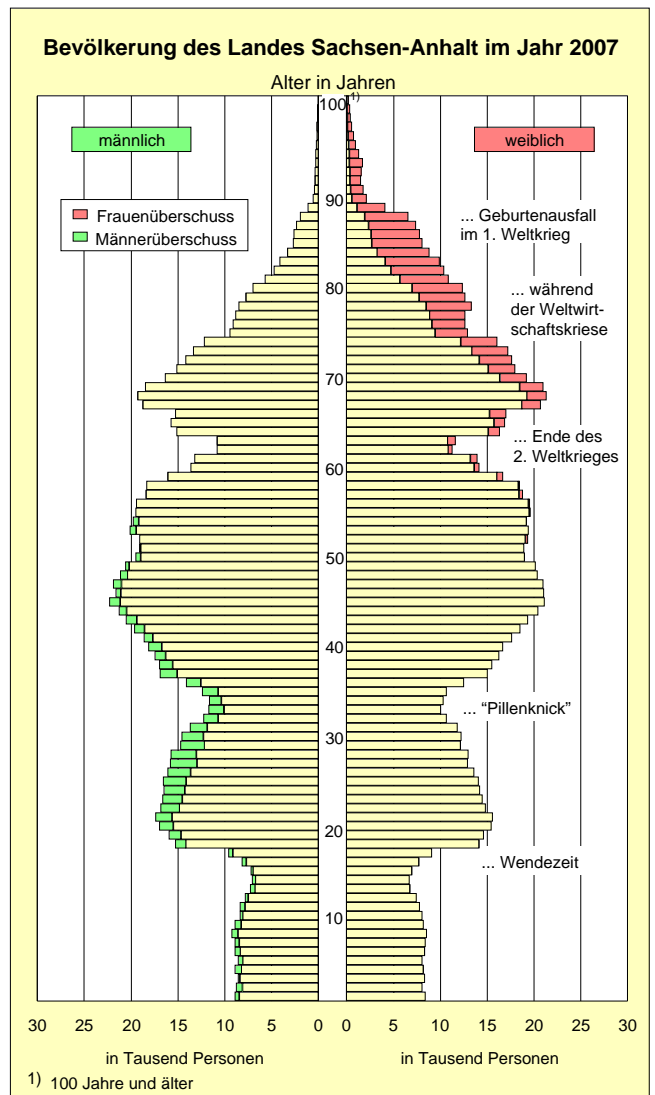 Bevölkerung des Landes Sachsen-Anhalt im Jahr 2007
Alter in Jahren
100 1)
männlich
weiblich
90
Frauenüberschuss
Männerüberschuss
... Geburtenausfall
im 1. Weltkrieg
80
... während
der Weltwirt-
schaftskriese
70
... Ende des
2. Weltkrieges
60
50
40
... “Pillenknick”
30
20
... Wendezeit
10
30 25 20 15 10 5 0 0 5 10 15 20 25 30
in Tausend Personen in Tausend Personen
1) 100 Jahre und älter